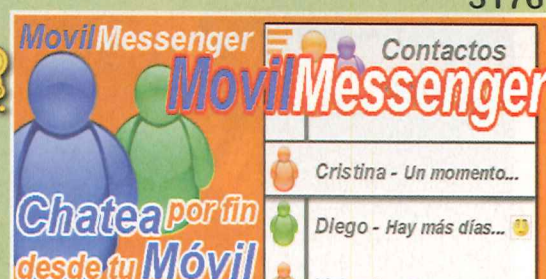 MovilMessenger
Contactos
MovilMessenger
Cristina - Un momento...
Chatea por fin
Diego - Hay más días...
desde tu Móvil